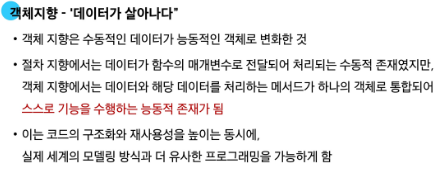 객체지향 - '데이터가 살아나다"
• 객체 지향은 수동적인 데이터가 능동적인 객체로 변화한 것
• 절차 지향에서는 데이터가 함수의 매개변수로 전달되어 처리되는 수동적 존재였지만,
객체 지향에서는 데이터와 해당 데이터를 처리하는 메서드가 하나의 객체로 통합되어
스스로 기능을 수행하는 능동적 존재가 됨
• 이는 코드의 구조화와 재사용성을 높이는 동시에,
실제 세계의 모델링 방식과 더 유사한 프로그래밍을 가능하게 함